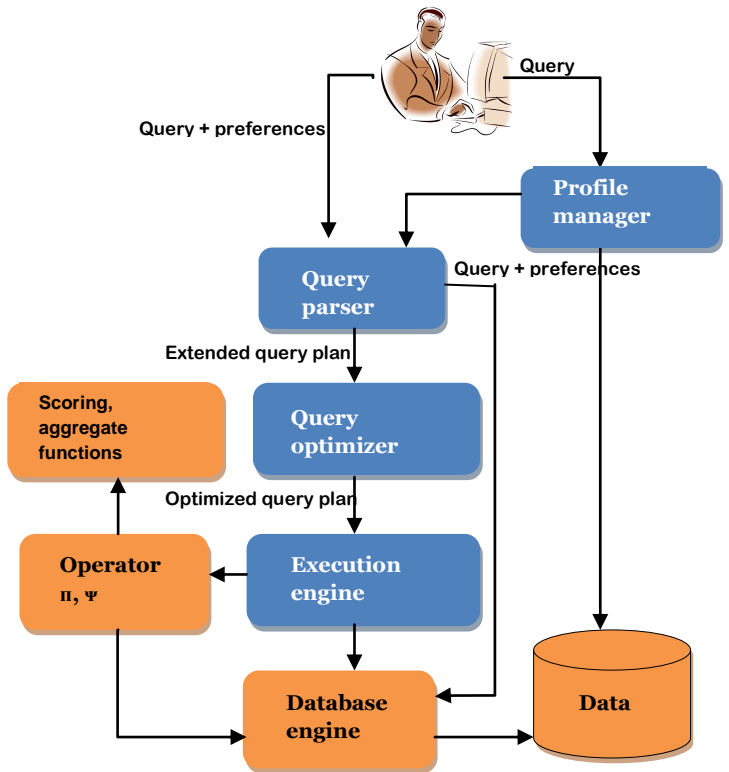 Query
Query + preferences
Profile
manager
Query + preferences
Query
parser
Extended query plan
Scoring,
aggregate
functions
Query
optimizer
Optimized query plan
Operator
π, Ψ
Execution
engine
Database
engine
Data